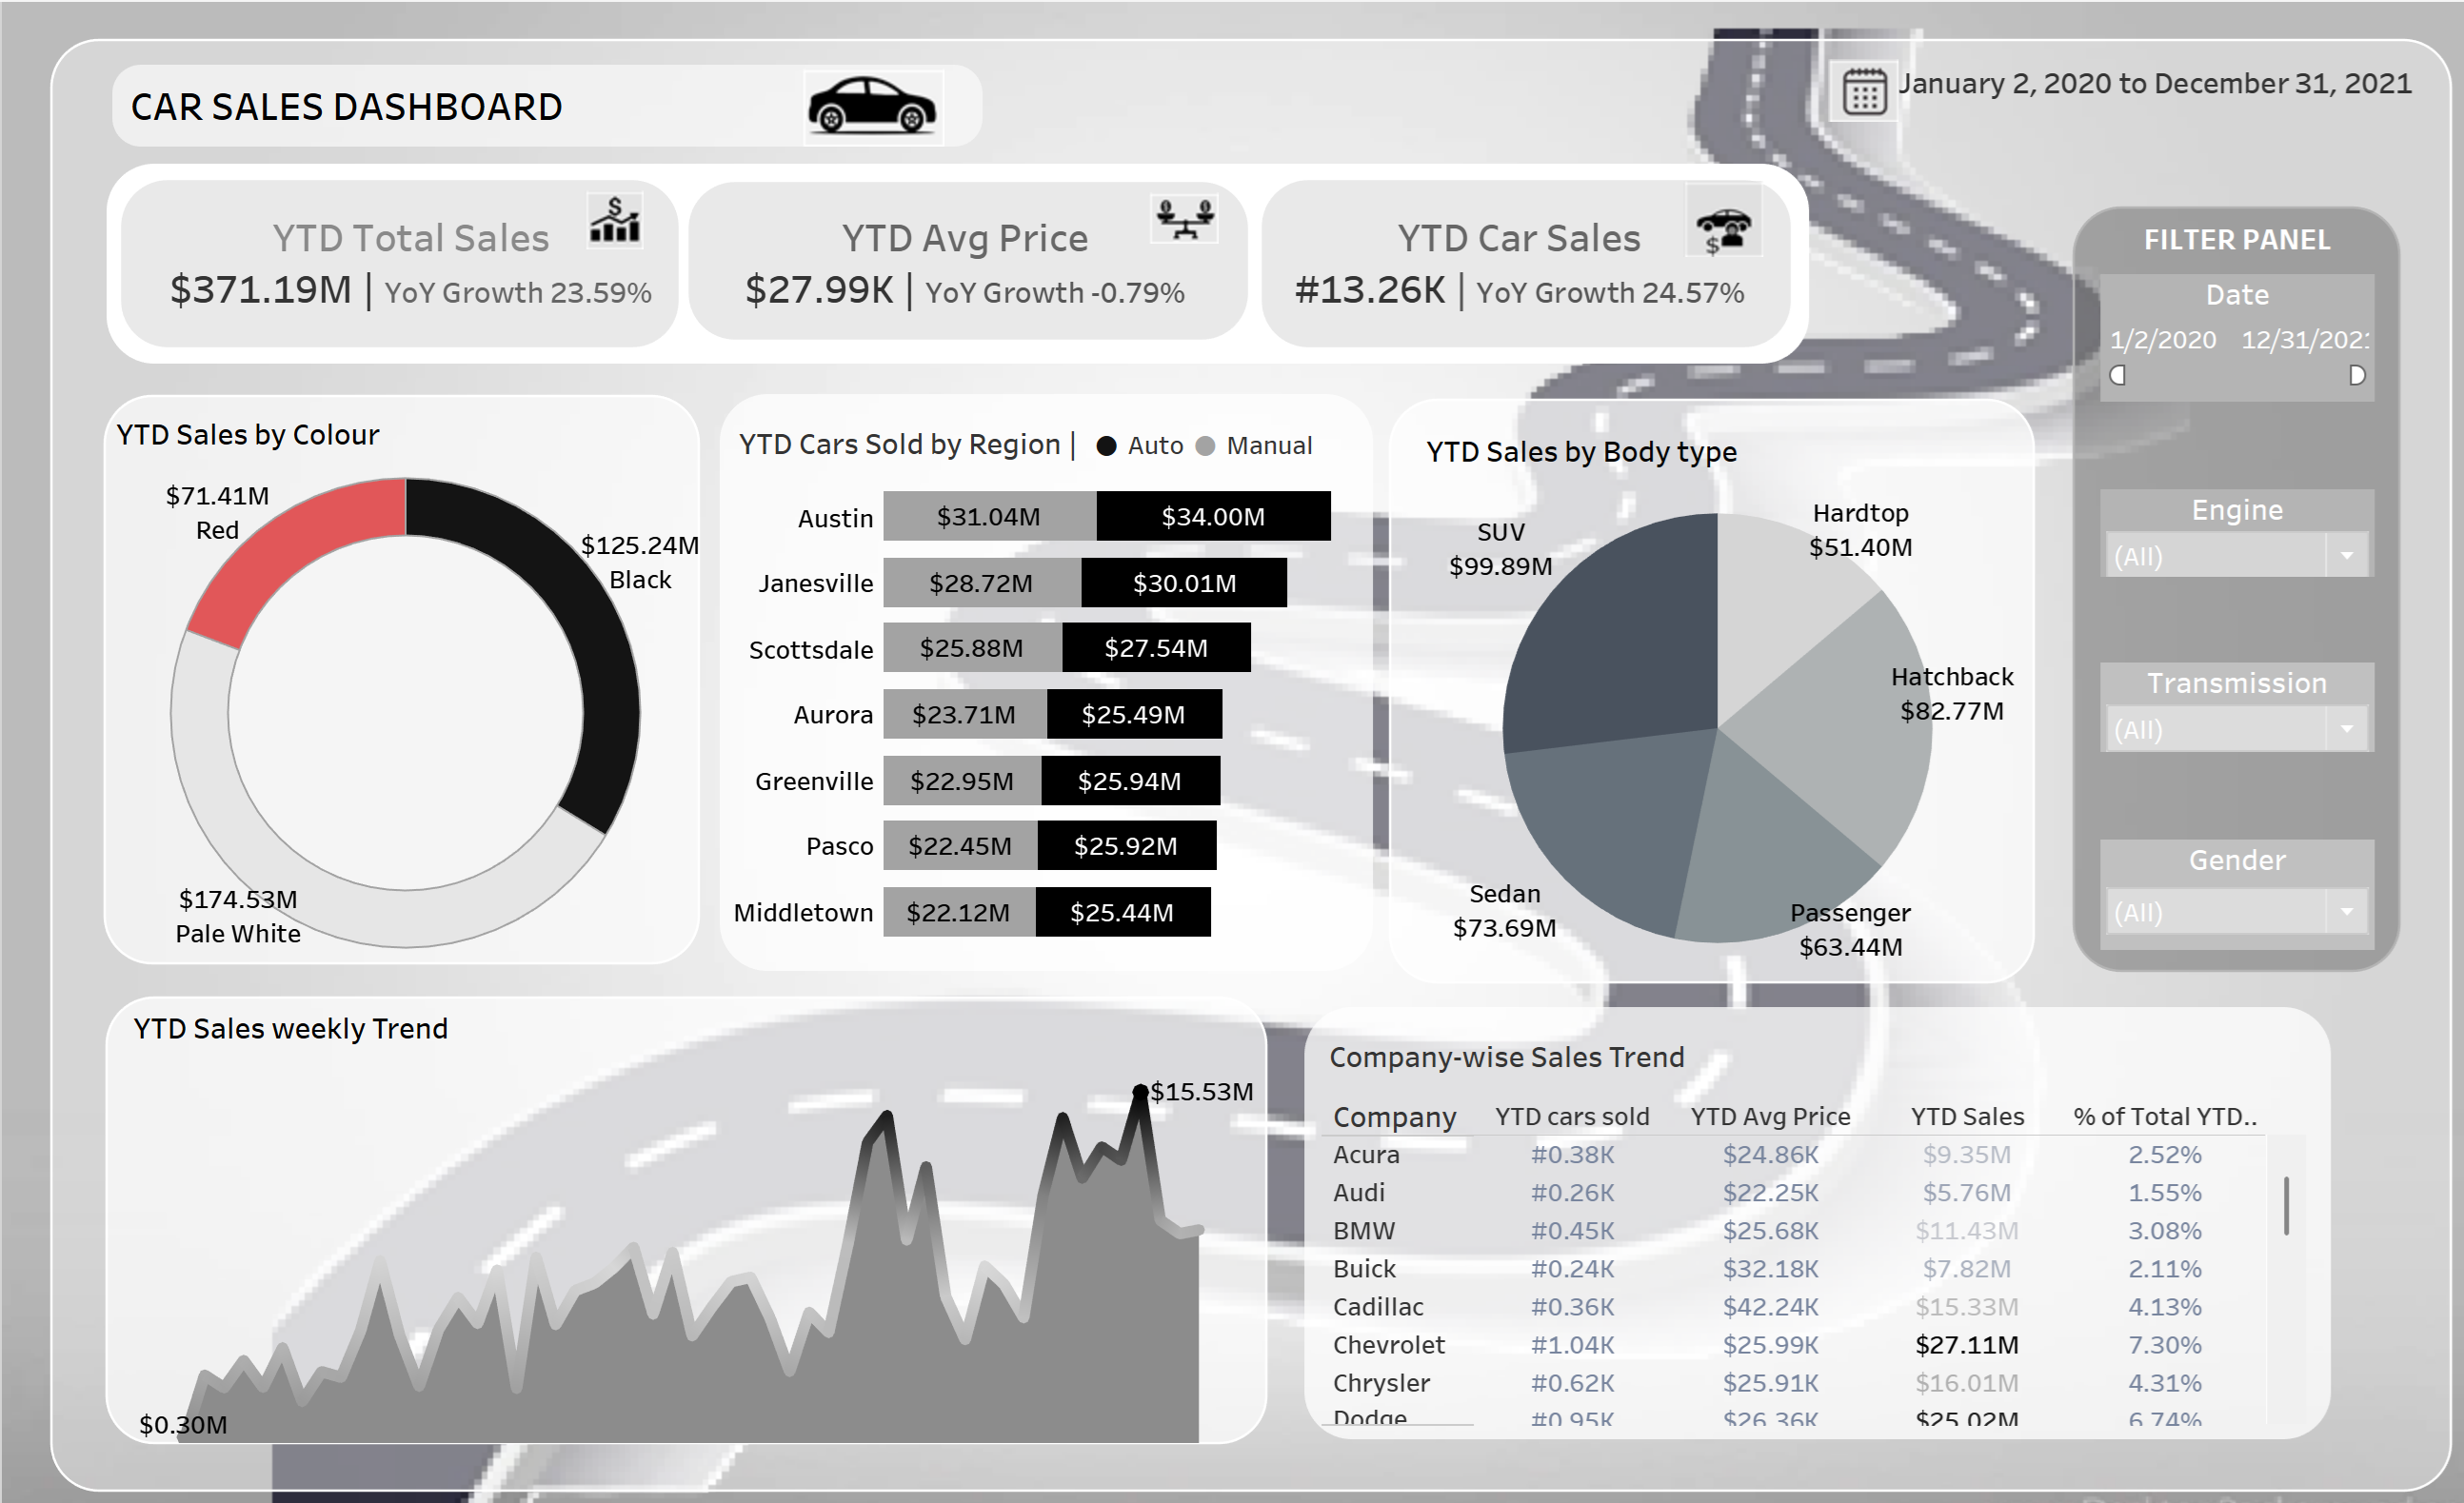 CAR SALES DASHBOARD
January 2, 2020 to December 31, 2021
YTD Total Sales
$371.19M | YoY Growth 23.59%
YTD Avg Price
$27.99K | YoY Growth -0.79%
YTD Car Sales
#13.26K | YoY Growth 24.57%
FILTER PANEL
Date
1/2/2020 12/31/2021
Engine
(All)
Transmission
(All)
Gender
(All)
YTD Sales by Colour
$71.41M
Red
$125.24M
Black
$174.53M
Pale White
YTD Cars Sold by Region | Auto Manual
Austin $31.04M $34.00M
Janesville $28.72M $30.01M
Scottsdale $25.88M $27.54M
Aurora $23.71M $25.49M
Greenville $22.95M $25.94M
Pasco $22.45M $25.92M
Middletown $22.12M $25.44M
YTD Sales by Body type
SUV
$99.89M
Hardtop
$51.40M
Hatchback
$82.77M
Sedan
$73.69M
Passenger
$63.44M
YTD Sales weekly Trend
$15.53M
$0.30M
Company-wise Sales Trend
Company YTD cars sold YTD Avg Price YTD Sales % of Total YTD..
Acura #0.38K $24.86K $9.35M 2.52%
Audi #0.26K $22.25K $5.76M 1.55%
BMW #0.45K $25.68K $11.43M 3.08%
Buick #0.24K $32.18K $7.82M 2.11%
Cadillac #0.36K $42.24K $15.33M 4.13%
Chevrolet #1.04K $25.99K $27.11M 7.30%
Chrysler #0.62K $25.91K $16.01M 4.31%
Dodge #0.95K $26.36K $25.02M 6.74%